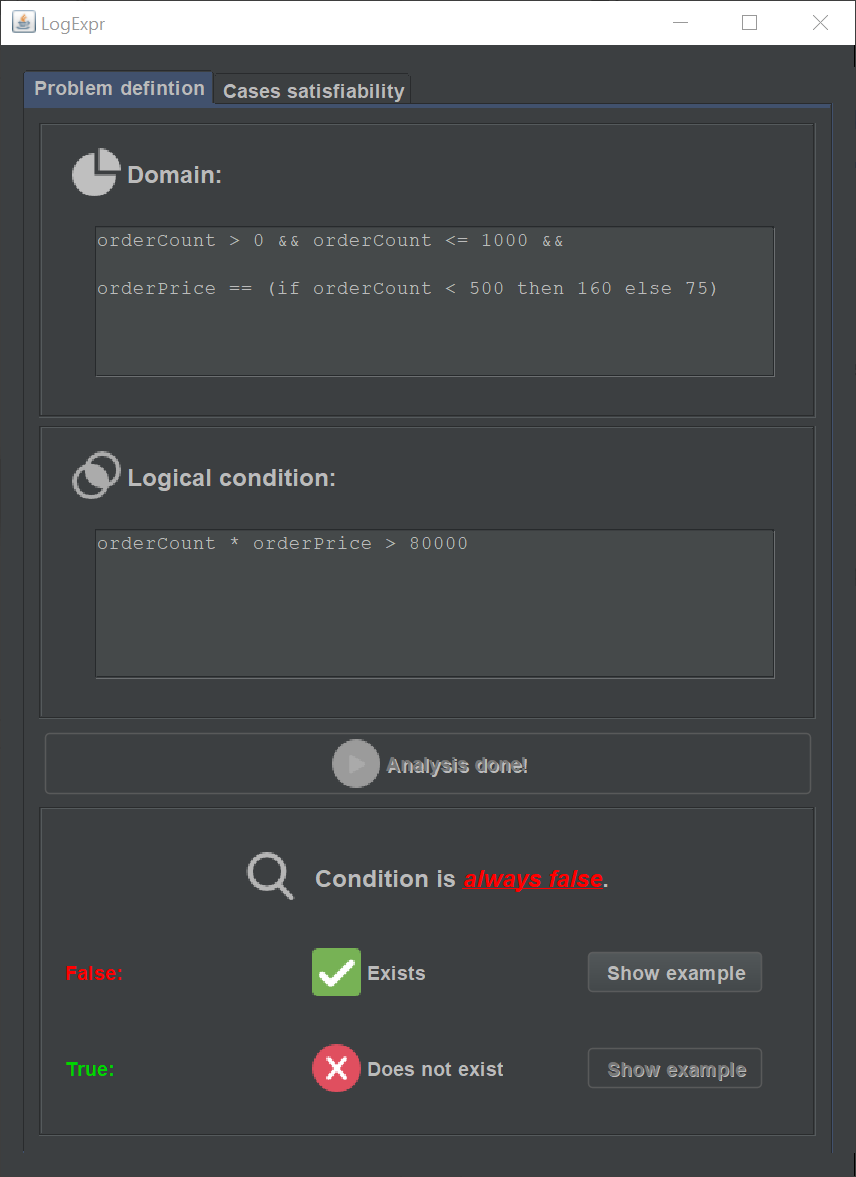 LogExpr
Problem defintion Cases satisfiability
Domain:
orderCount > 0 && orderCount <= 1000 &&
orderPrice == (if orderCount < 500 then 160 else 75)
Logical condition:
orderCount * orderPrice > 80000
Analysis done!
Condition is always false.
False: Exists Show example
True: Does not exist Show example